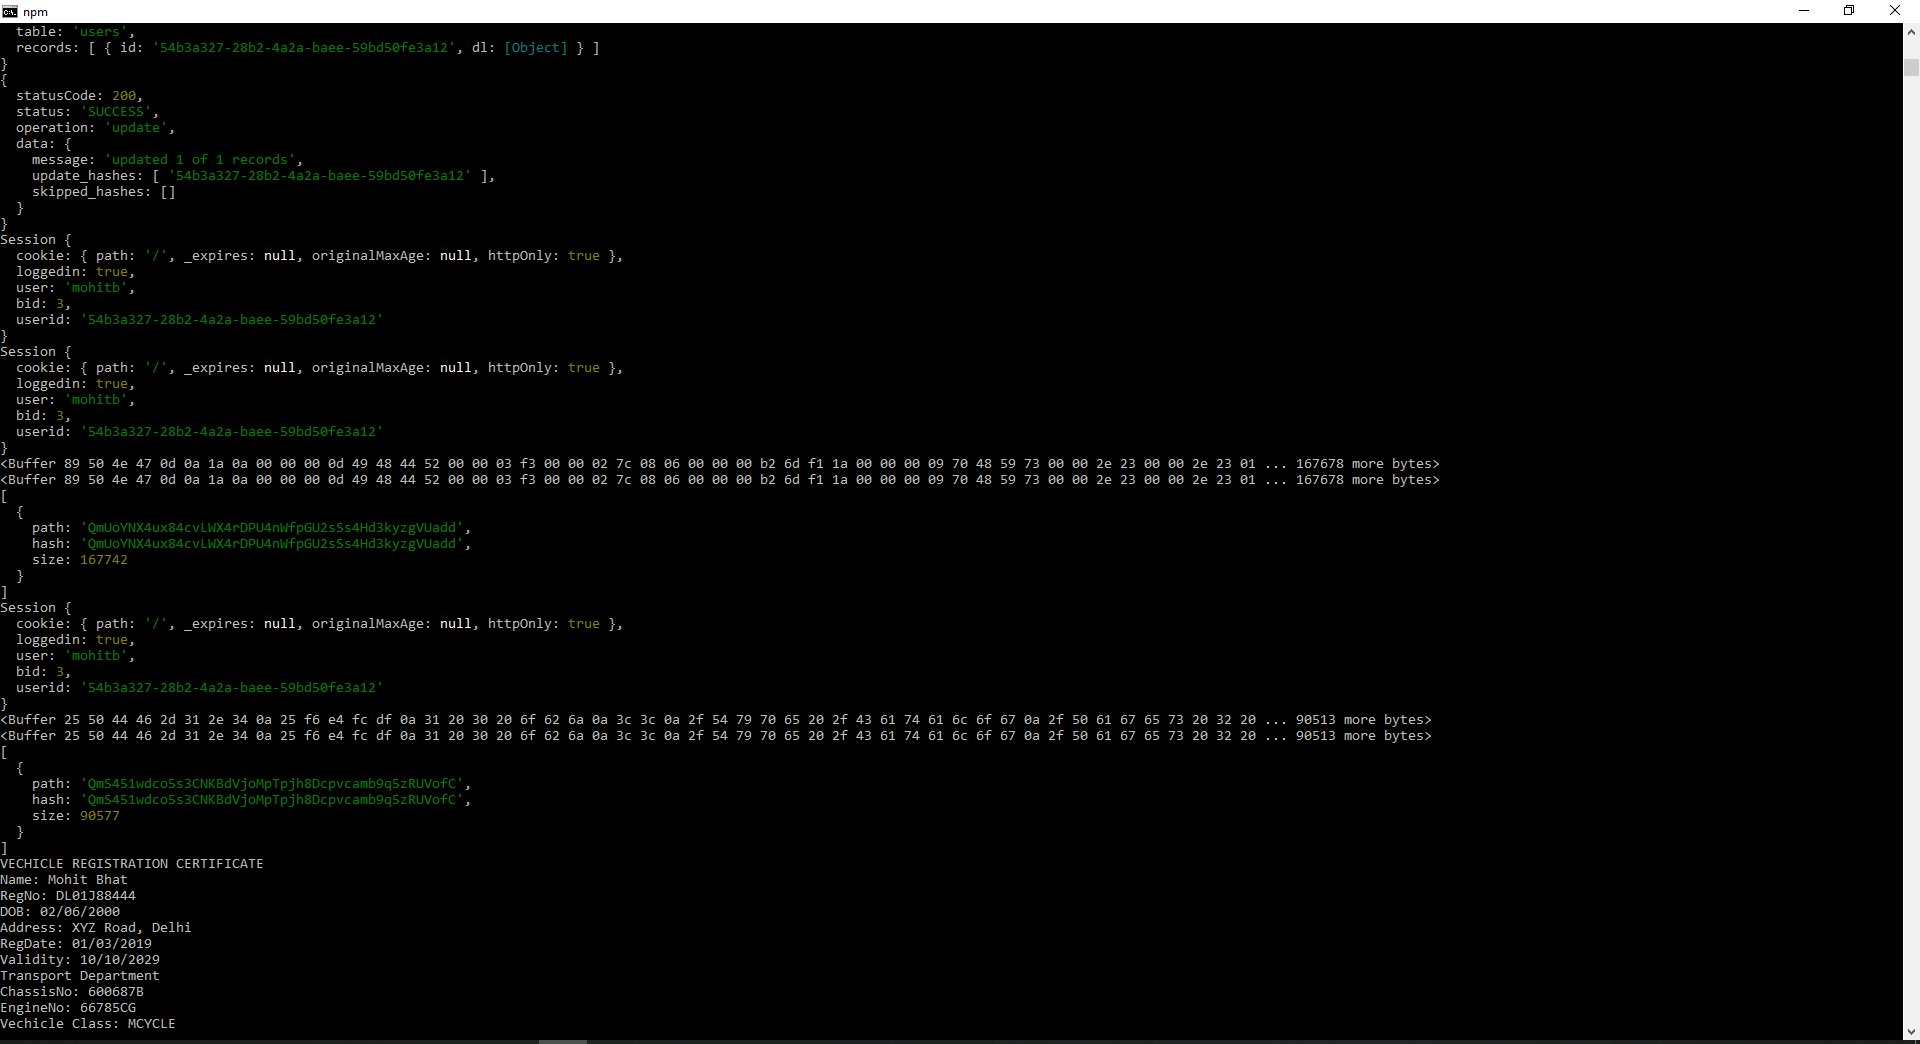 npm
  table: 'users',
  records: [ { id: '54b3a327-28b2-4a2a-baee-59bd50fe3a12', dl: [Object] } ]
}
{
  statusCode: 200,
  status: 'SUCCESS',
  operation: 'update',
  data: {
    message: 'updated 1 of 1 records',
    update_hashes: [ '54b3a327-28b2-4a2a-baee-59bd50fe3a12' ],
    skipped_hashes: []
  }
}
Session {
  cookie: { path: '/', _expires: null, originalMaxAge: null, httpOnly: true },
  loggedin: true,
  user: 'mohitb',
  bid: 3,
  userid: '54b3a327-28b2-4a2a-baee-59bd50fe3a12'
}
Session {
  cookie: { path: '/', _expires: null, originalMaxAge: null, httpOnly: true },
  loggedin: true,
  user: 'mohitb',
  bid: 3,
  userid: '54b3a327-28b2-4a2a-baee-59bd50fe3a12'
}
<Buffer 89 50 4e 47 0d 0a 1a 0a 00 00 00 0d 49 48 44 52 00 00 03 f3 00 00 02 7c 08 06 00 00 00 b2 6d f1 1a 00 00 00 09 70 48 59 73 00 00 2e 23 00 00 2e 23 01 ... 167678 more bytes>
<Buffer 89 50 4e 47 0d 0a 1a 0a 00 00 00 0d 49 48 44 52 00 00 03 f3 00 00 02 7c 08 06 00 00 00 b2 6d f1 1a 00 00 00 09 70 48 59 73 00 00 2e 23 00 00 2e 23 01 ... 167678 more bytes>
[
  {
    path: 'QmUoYNX4ux84cvLWX4rDPU4nWfpGU2sSs4Hd3kyzgVUadd',
    hash: 'QmUoYNX4ux84cvLWX4rDPU4nWfpGU2sSs4Hd3kyzgVUadd',
    size: 167742
  }
]
Session {
  cookie: { path: '/', _expires: null, originalMaxAge: null, httpOnly: true },
  loggedin: true,
  user: 'mohitb',
  bid: 3,
  userid: '54b3a327-28b2-4a2a-baee-59bd50fe3a12'
}
<Buffer 25 50 44 46 2d 31 2e 34 0a 25 f6 e4 fc df 0a 31 20 30 20 6f 62 6a 0a 3c 3c 0a 2f 54 79 70 65 20 2f 43 61 74 61 6c 6f 67 0a 2f 50 61 67 65 73 20 32 20 ... 90513 more bytes>
<Buffer 25 50 44 46 2d 31 2e 34 0a 25 f6 e4 fc df 0a 31 20 30 20 6f 62 6a 0a 3c 3c 0a 2f 54 79 70 65 20 2f 43 61 74 61 6c 6f 67 0a 2f 50 61 67 65 73 20 32 20 ... 90513 more bytes>
[
  {
    path: 'QmS451wdco5s3CNKBdVjoMpTpjh8Dcpvcamb9q5zRUVofC',
    hash: 'QmS451wdco5s3CNKBdVjoMpTpjh8Dcpvcamb9q5zRUVofC',
    size: 90577
  }
]
VECHICLE REGISTRATION CERTIFICATE
Name: Mohit Bhat
RegNo: DL01J88444
DOB: 02/06/2000
Address: XYZ Road, Delhi
RegDate: 01/03/2019
Validity: 10/10/2029
Transport Department
ChassisNo: 600687B
EngineNo: 66785CG
Vechicle Class: MCYCLE